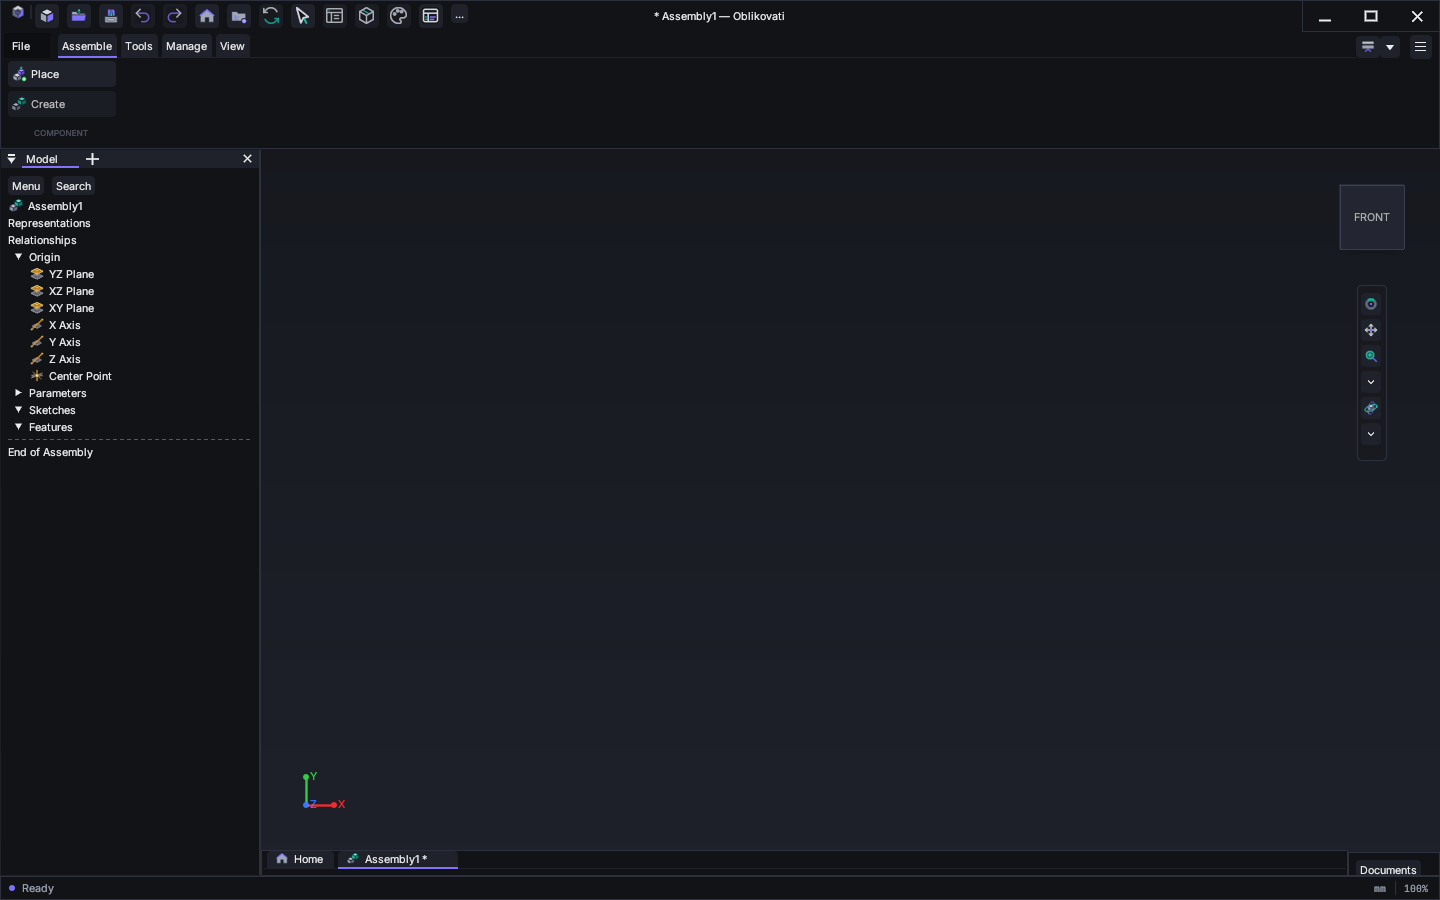 * Assembly1 — Oblikovati
File
Assemble
Tools
Manage
View
Place
Create
COMPONENT
Model
Menu
Search
Assembly1
Representations
Relationships
Origin
YZ Plane
XZ Plane
XY Plane
X Axis
Y Axis
Z Axis
Center Point
Parameters
Sketches
Features
End of Assembly
FRONT
Y
Z
X
Home
Assembly1 *
Documents
Ready
mm
100%